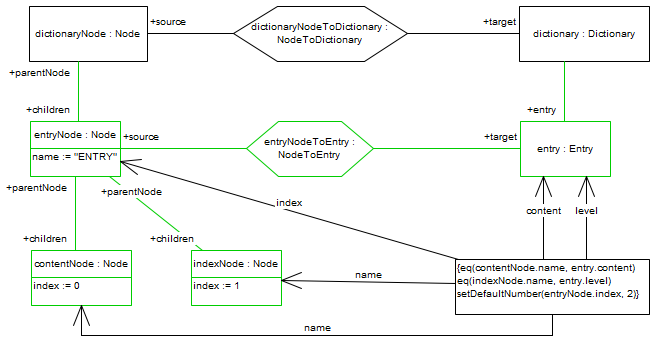 dictionaryNode : Node
+source
dictionaryNodeToDictionary :
NodeToDictionary
+target
dictionary : Dictionary
+parentNode
+children
+entry
entryNode : Node
name := "ENTRY"
+source
entryNodeToEntry :
NodeToEntry
+target
entry : Entry
+parentNode
+parentNode
index
content
level
+children
+children
contentNode : Node
index := 0
indexNode : Node
index := 1
name
{eq(contentNode.name, entry.content)
eq(indexNode.name, entry.level)
setDefaultNumber(entryNode.index, 2)}
name